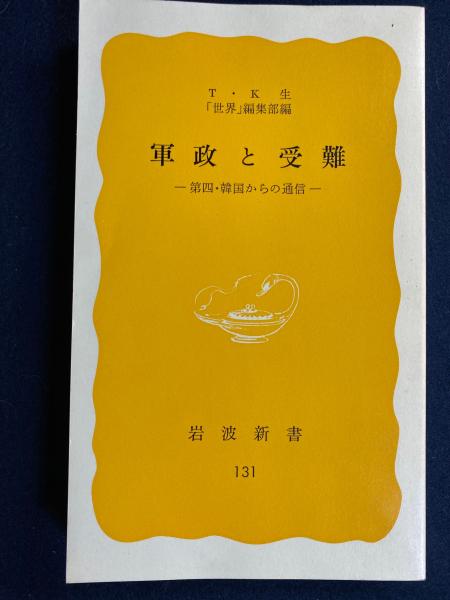 T・K生
「世界」編集部編
軍政と受難
―第四・韓国からの通信―
岩波新書
131